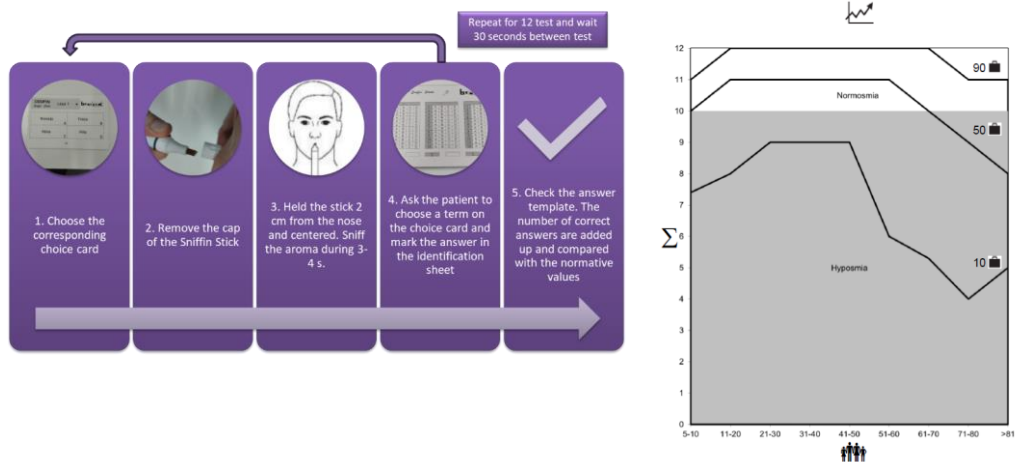 Repeat for 12 test and wait
30 seconds between test
1. Choose the
corresponding
choice card
2. Remove the cap
of the Sniffin Stick
3. Held the stick 2
cm from the nose
and centered. Sniff
the aroma during 3-
4 s.
4. Ask the patient to
choose a term on
the choice card and
mark the answer in
the identification
sheet
5. Check the answer
template. The
number of correct
answers are added
up and compared
with the normative
values
12
11
10
9
8
7
6
5
4
3
2
1
0
∑
90
Normosmia
50
10
Hyposmia
5-10
11-20
21-30
31-40
41-50
51-60
61-70
71-80
>81